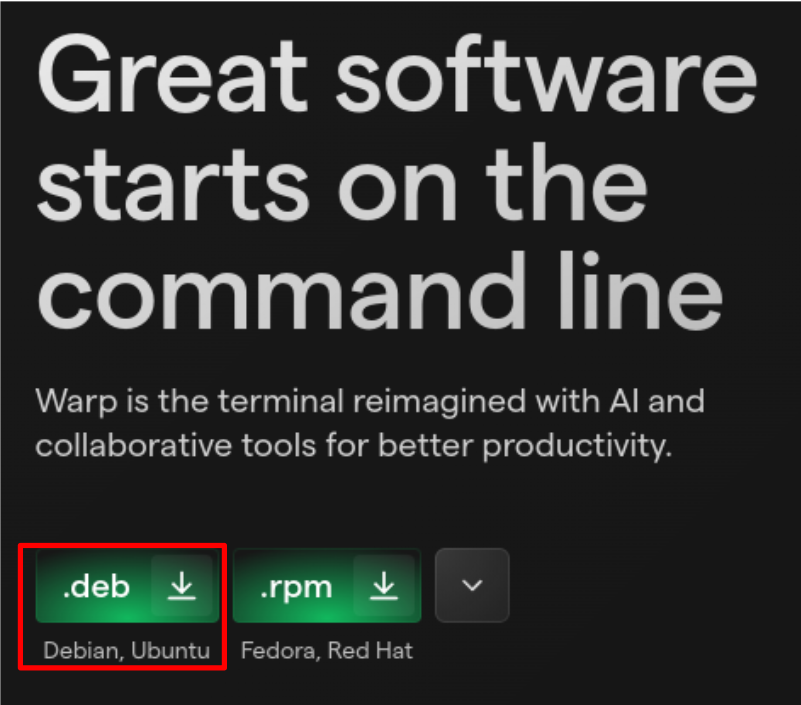 Great software
starts on the
command line
Warp is the terminal reimagined with AI and
collaborative tools for better productivity.
.deb .rpm
Debian, Ubuntu Fedora, Red Hat